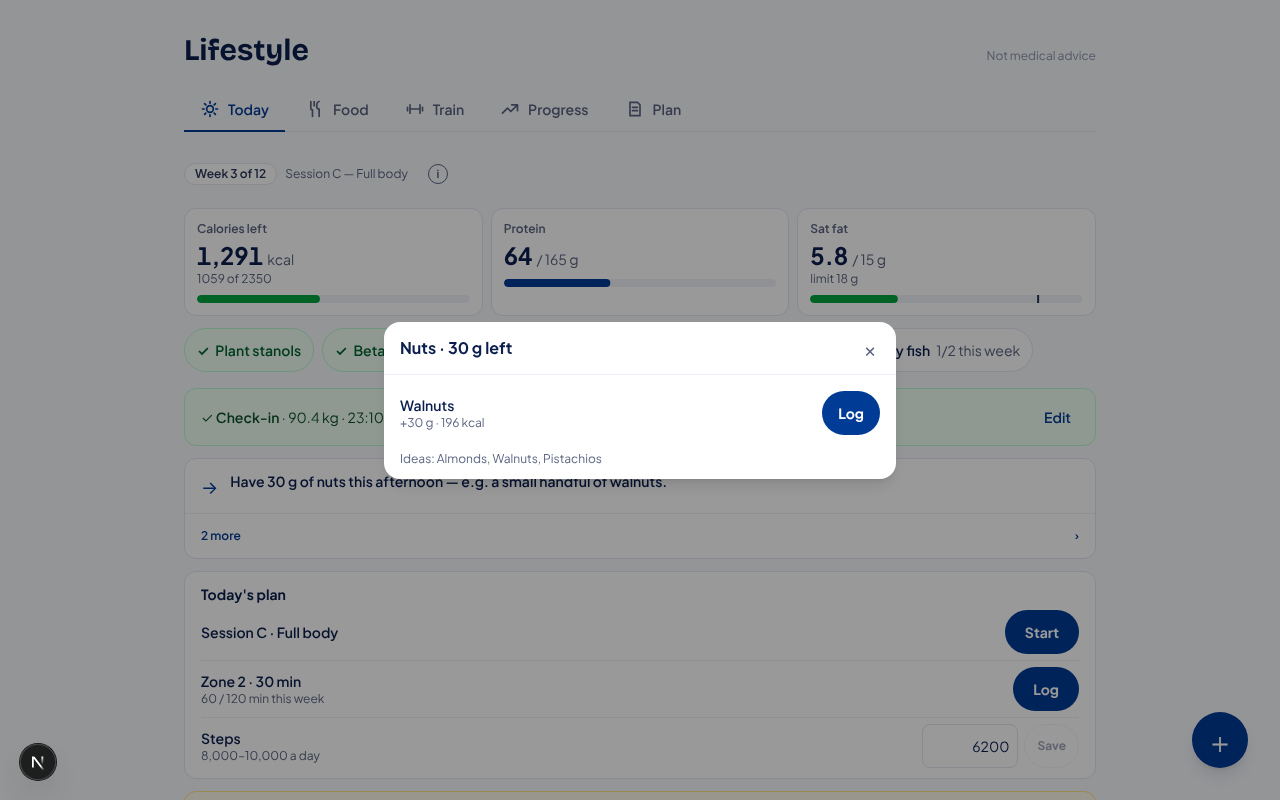 Lifestyle
Not medical advice
Today Food Train Progress Plan
Week 3 of 12 Session C — Full body i
Calories left
1,291 kcal
1059 of 2350
Protein
64 / 165 g
Sat fat
5.8 / 15 g
limit 18 g
Plant stanols Beta y fish 1/2 this week
Check-in · 90.4 kg · 23:10 Edit
Nuts · 30 g left
Walnuts
+30 g · 196 kcal
Log
Ideas: Almonds, Walnuts, Pistachios
Have 30 g of nuts this afternoon — e.g. a small handful of walnuts.
2 more
Today's plan
Session C · Full body Start
Zone 2 · 30 min
60 / 120 min this week
Log
Steps
8,000–10,000 a day
6200 Save
N